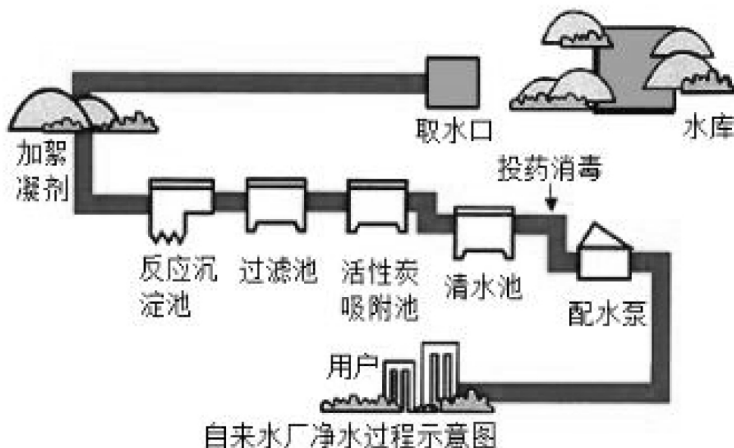 取水口
水库
加絮
凝剂
投药消毒
反应沉
淀池
过滤池
活性炭
吸附池
清水池
配水泵
用户
自来水厂净水过程示意图